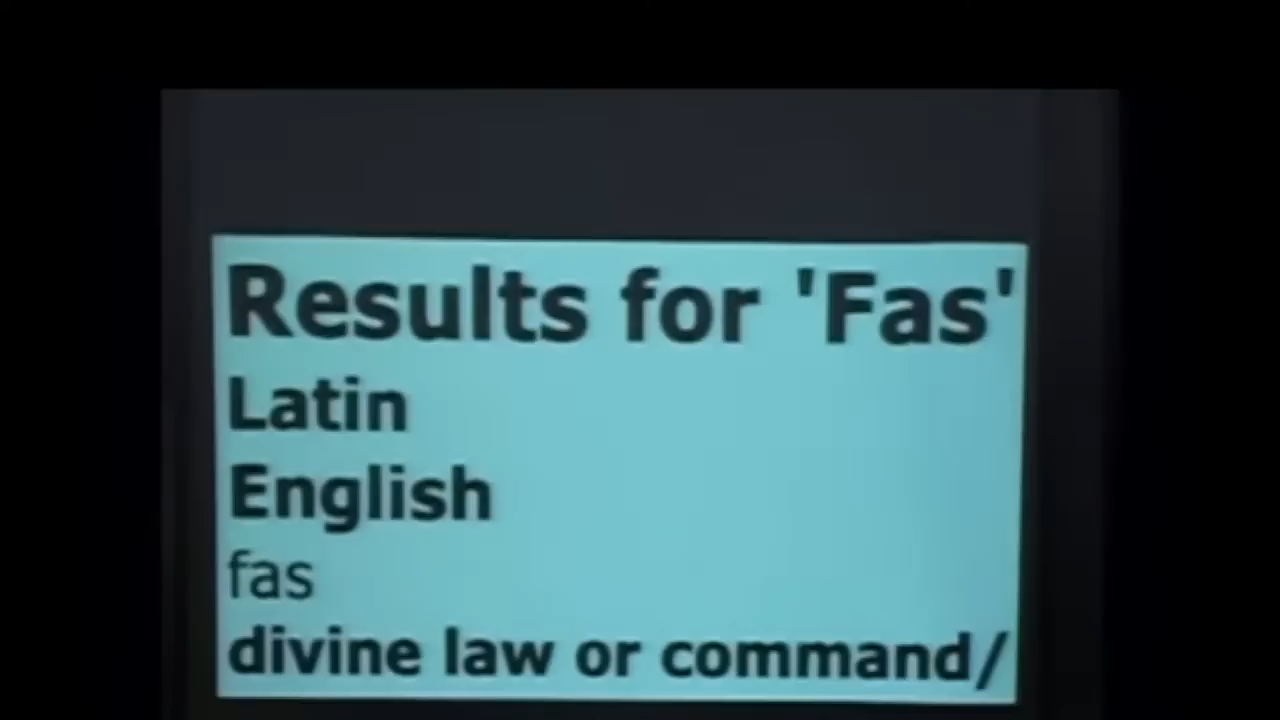 Results for 'Fas'
Latin
English
fas
divine law or command/